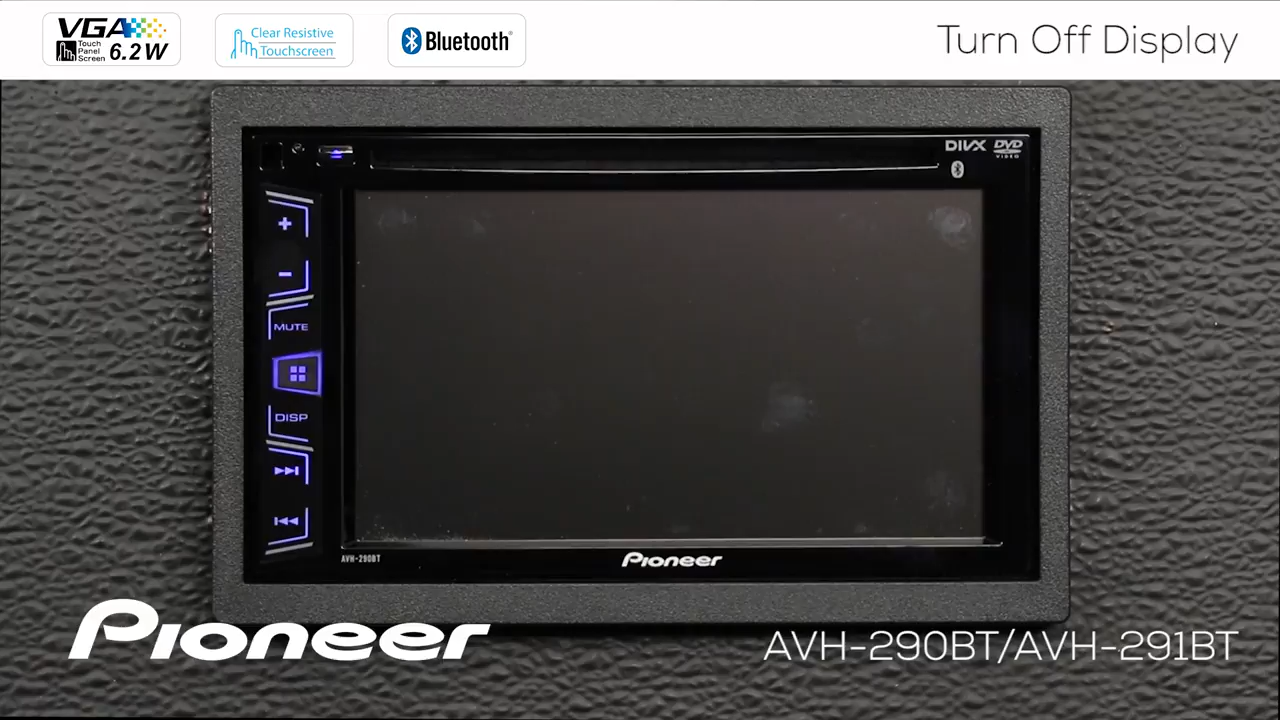 VGA
Touch
Panel
Screen
6.2W
Clear Resistive
Touchscreen
Bluetooth®
Turn Off Display
DIVX
DVD
VIDEO
+
-
MUTE
DISP
AVH-290BT
Pioneer
Pioneer
AVH-290BT/AVH-291BT